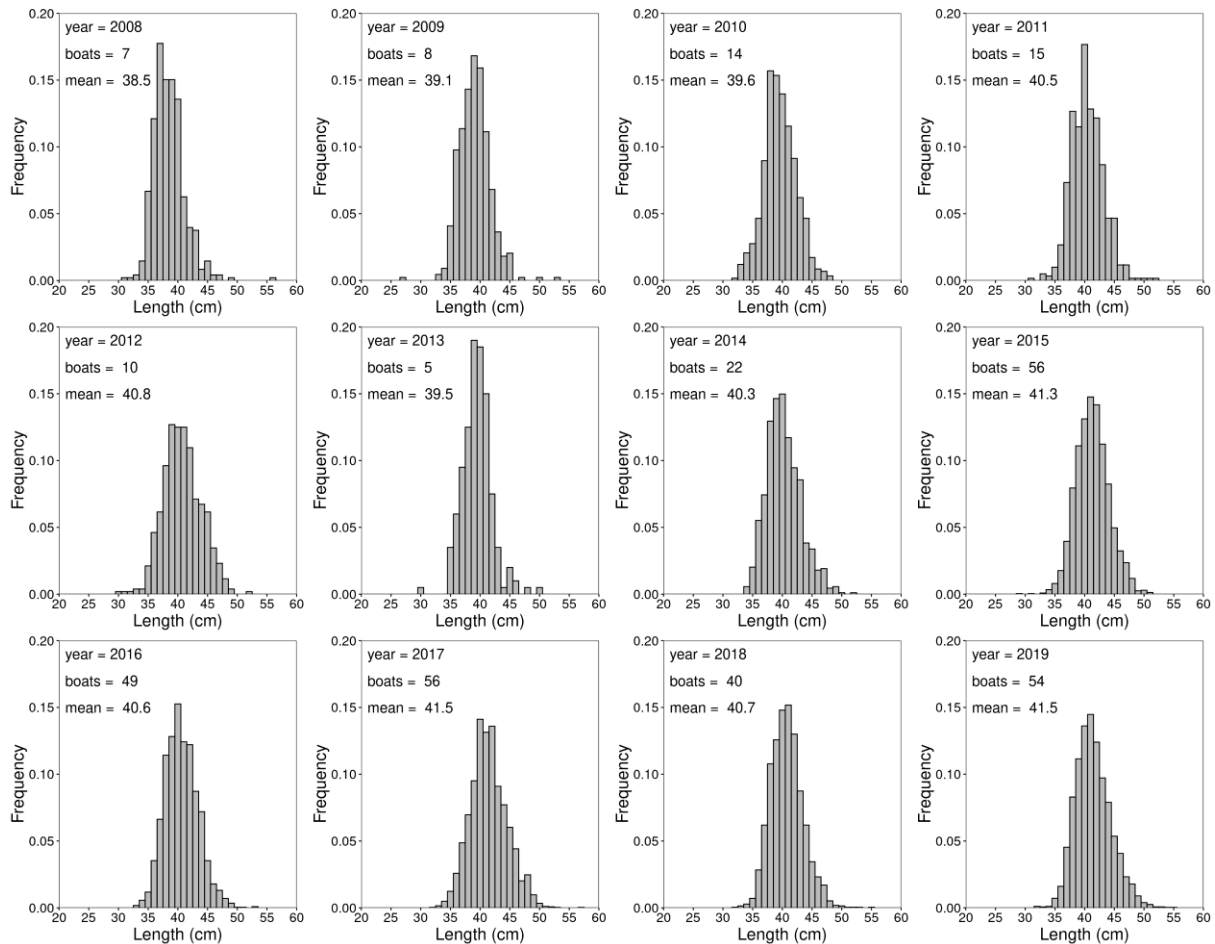 year = 2008
boats = 7
mean = 38.5
Frequency
0.20
0.15
0.10
0.05
0.00
20 25 30 35 40 45 50 55 60
Length (cm)
year = 2009
boats = 8
mean = 39.1
Frequency
0.20
0.15
0.10
0.05
0.00
20 25 30 35 40 45 50 55 60
Length (cm)
year = 2010
boats = 14
mean = 39.6
Frequency
0.20
0.15
0.10
0.05
0.00
20 25 30 35 40 45 50 55 60
Length (cm)
year = 2011
boats = 15
mean = 40.5
Frequency
0.20
0.15
0.10
0.05
0.00
20 25 30 35 40 45 50 55 60
Length (cm)
year = 2012
boats = 10
mean = 40.8
Frequency
0.20
0.15
0.10
0.05
0.00
20 25 30 35 40 45 50 55 60
Length (cm)
year = 2013
boats = 5
mean = 39.5
Frequency
0.20
0.15
0.10
0.05
0.00
20 25 30 35 40 45 50 55 60
Length (cm)
year = 2014
boats = 22
mean = 40.3
Frequency
0.20
0.15
0.10
0.05
0.00
20 25 30 35 40 45 50 55 60
Length (cm)
year = 2015
boats = 56
mean = 41.3
Frequency
0.20
0.15
0.10
0.05
0.00
20 25 30 35 40 45 50 55 60
Length (cm)
year = 2016
boats = 49
mean = 40.6
Frequency
0.20
0.15
0.10
0.05
0.00
20 25 30 35 40 45 50 55 60
Length (cm)
year = 2017
boats = 56
mean = 41.5
Frequency
0.20
0.15
0.10
0.05
0.00
20 25 30 35 40 45 50 55 60
Length (cm)
year = 2018
boats = 40
mean = 40.7
Frequency
0.20
0.15
0.10
0.05
0.00
20 25 30 35 40 45 50 55 60
Length (cm)
year = 2019
boats = 54
mean = 41.5
Frequency
0.20
0.15
0.10
0.05
0.00
20 25 30 35 40 45 50 55 60
Length (cm)